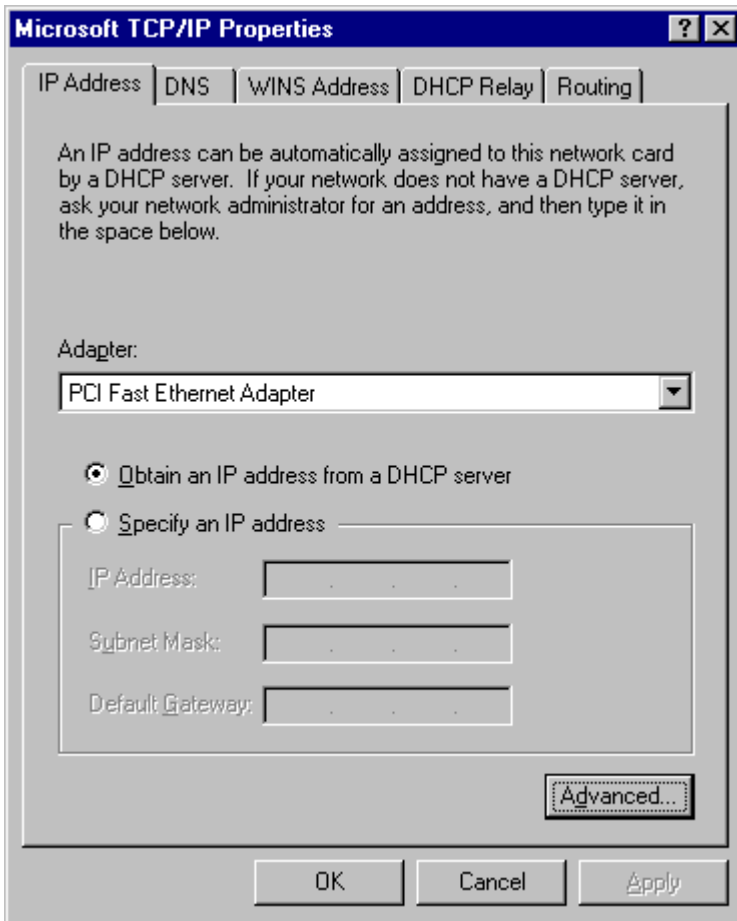 Microsoft TCP/IP Properties
IP Address DNS WINS Address DHCP Relay Routing
An IP address can be automatically assigned to this network card
by a DHCP server.  If your network does not have a DHCP server,
ask your network administrator for an address, and then type it in
the space below.
Adapter:
PCI Fast Ethernet Adapter
Obtain an IP address from a DHCP server
Specify an IP address
IP Address:
Subnet Mask:
Default Gateway:
Advanced...
OK Cancel Apply